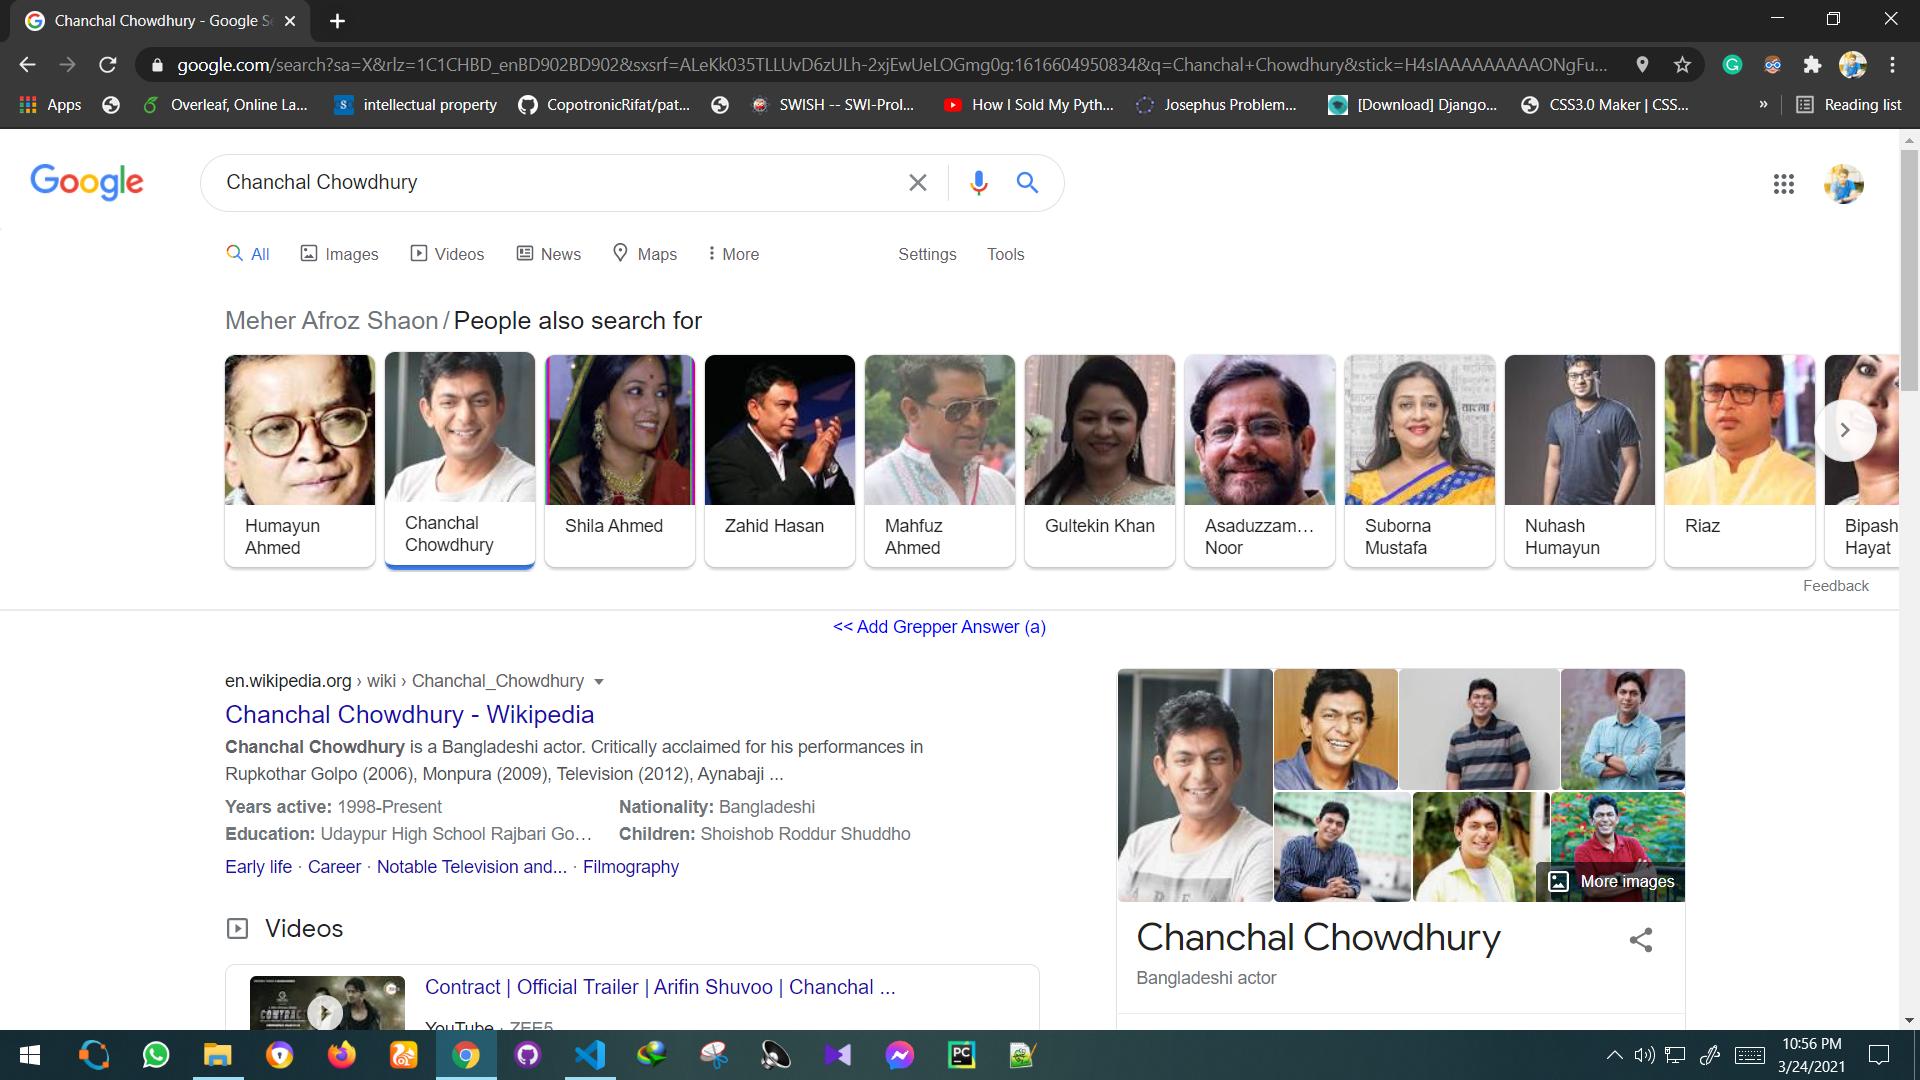 Chanchal Chowdhury - Google Se
google.com/search?sa=X&rlz=1C1CHBD_enBD902BD902&sxsrf=ALeKk035TLLUvD6zULh-2xjEwUeLOGmg0g:1616604950834&q=Chanchal+Chowdhury&stick=H4sIAAAAAAAAAONgFu...
Apps
Overleaf, Online La...
intellectual property
CopotronicRifat/pat...
SWISH -- SWI-Prol...
How I Sold My Pyth...
Josephus Problem...
[Download] Django...
CSS3.0 Maker | CSS...
»
Reading list
Google
Chanchal Chowdhury
All
Images
Videos
News
Maps
More
Settings
Tools
Meher Afroz Shaon / People also search for
Humayun
Ahmed
Chanchal
Chowdhury
Shila Ahmed
Zahid Hasan
Mahfuz
Ahmed
Gultekin Khan
Asaduzzam...
Noor
Suborna
Mustafa
Nuhash
Humayun
Riaz
Bipash
Hayat
Feedback
<< Add Grepper Answer (a)
en.wikipedia.org › wiki › Chanchal_Chowdhury
Chanchal Chowdhury - Wikipedia
Chanchal Chowdhury is a Bangladeshi actor. Critically acclaimed for his performances in
Rupkothar Golpo (2006), Monpura (2009), Television (2012), Aynabaji ...
Years active: 1998-Present
Nationality: Bangladeshi
Education: Udaypur High School Rajbari Go...
Children: Shoishob Roddur Shuddho
Early life · Career · Notable Television and... · Filmography
More images
Videos
Chanchal Chowdhury
Bangladeshi actor
Contract | Official Trailer | Arifin Shuvoo | Chanchal ...
CONTRACT
YouTube · ZEE5
10:56 PM
3/24/2021